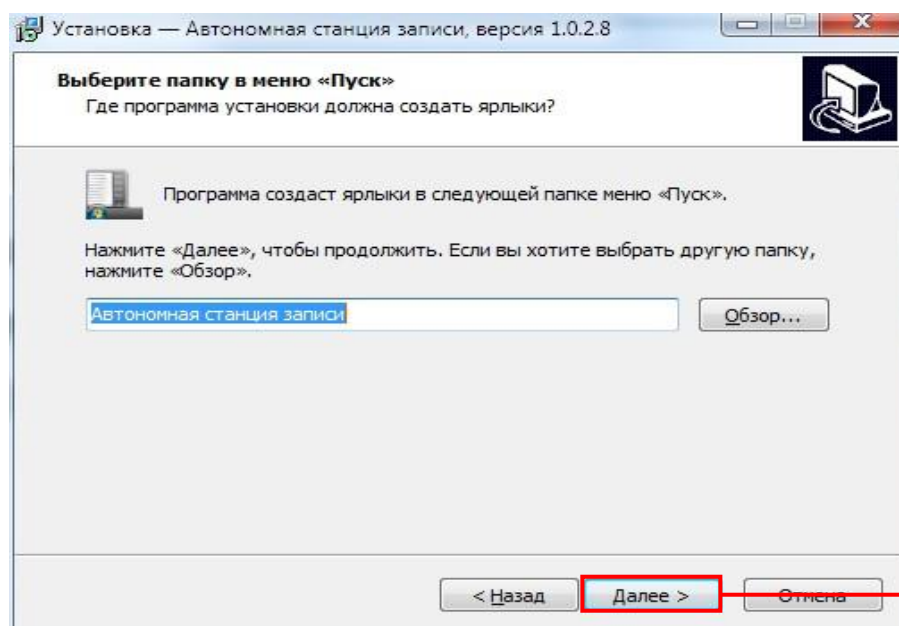 Установка — Автономная станция записи, версия 1.0.2.8
Выберите папку в меню «Пуск»
Где программа установки должна создать ярлыки?
Программа создаст ярлыки в следующей папке меню «Пуск».
Нажмите «Далее», чтобы продолжить. Если вы хотите выбрать другую папку,
нажмите «Обзор».
Автономная станция записи
Обзор...
< Назад
Далее >
Отмена